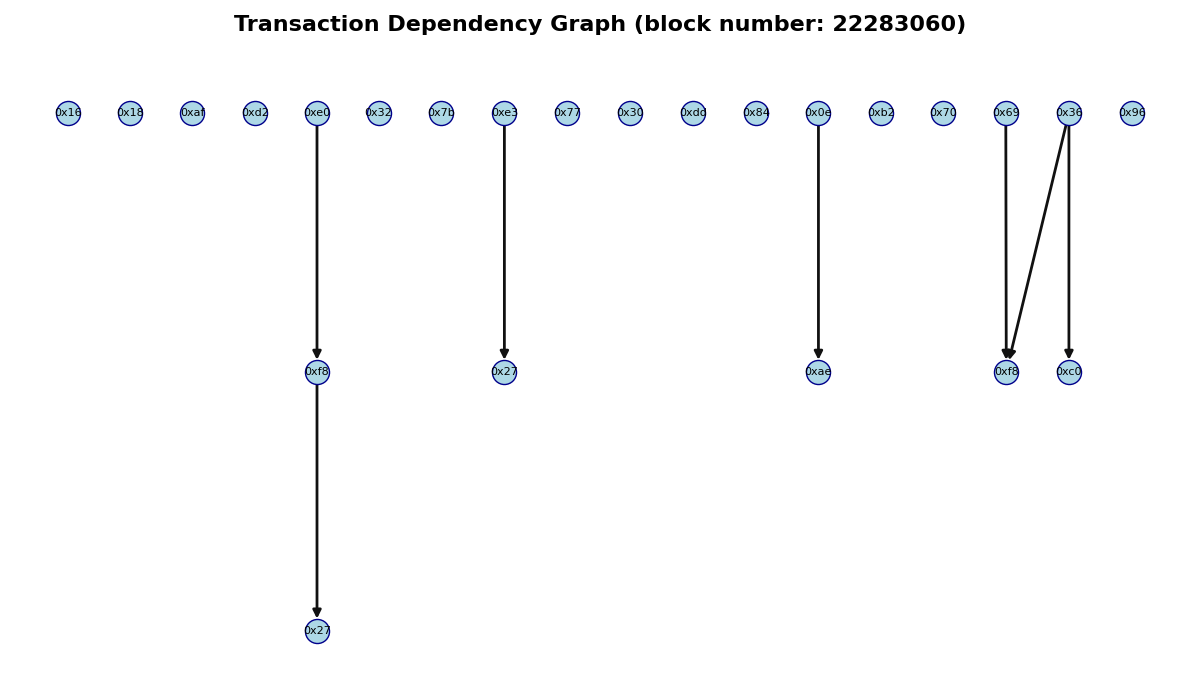 Transaction Dependency Graph (block number: 22283060)
0x16 0x18 0xaf 0xd2 0xe0 0x32 0x7b 0xe3 0x77 0x30 0xdd 0x84 0x0e 0xb2 0x70 0x69 0x36 0x96
0xf8 0x27 0xae 0xf8 0xc0
0x27